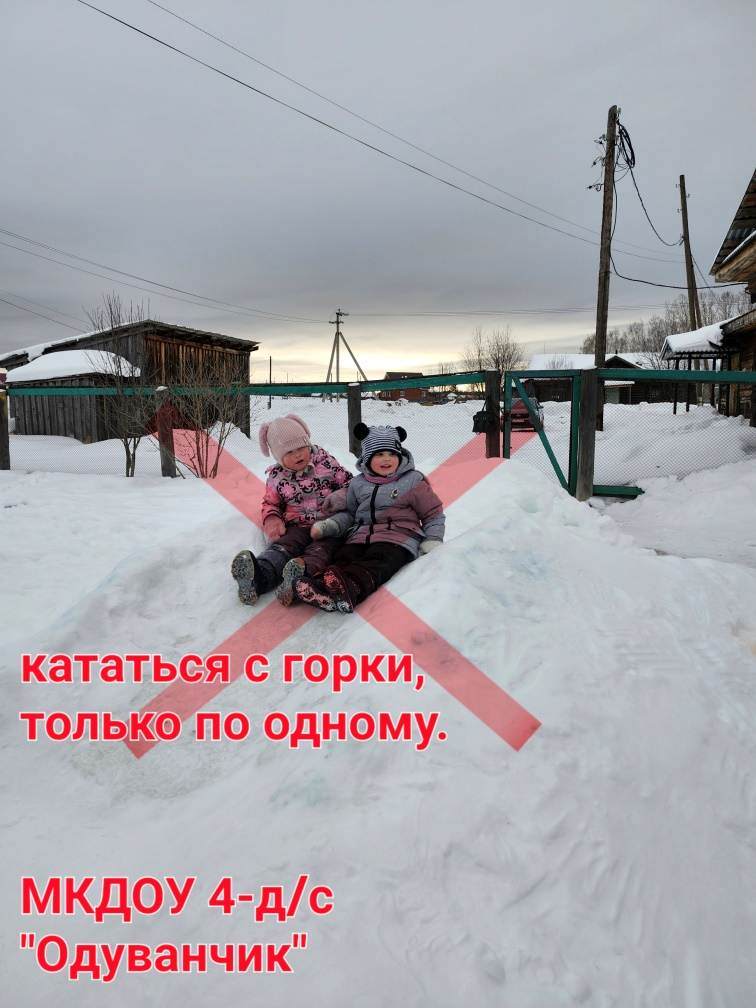 кататься с горки,
только по одному.
МКДОУ 4-д/с
"Одуванчик"